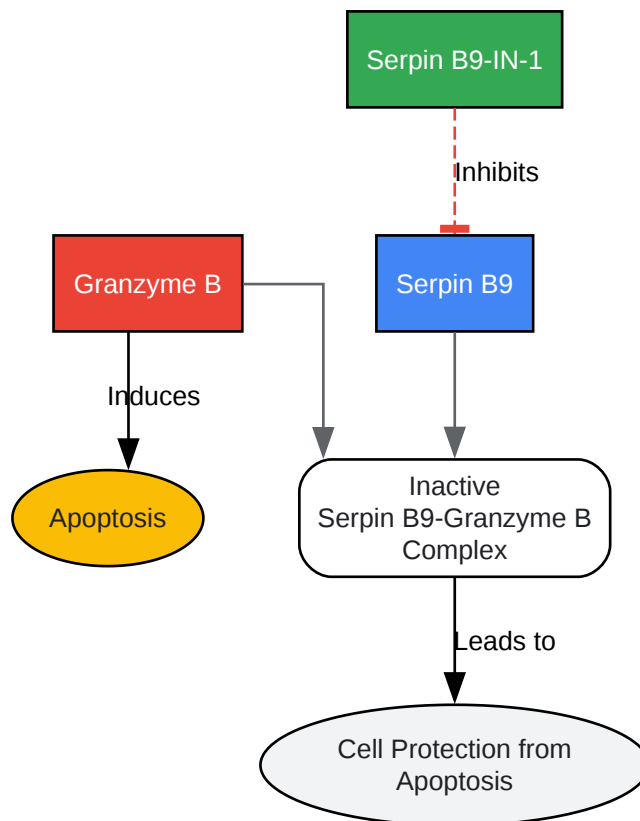 Serpin B9-IN-1
Inhibits
Granzyme B
Serpin B9
Induces
Apoptosis
Inactive
Serpin B9-Granzyme B
Complex
Leads to
Cell Protection from
Apoptosis